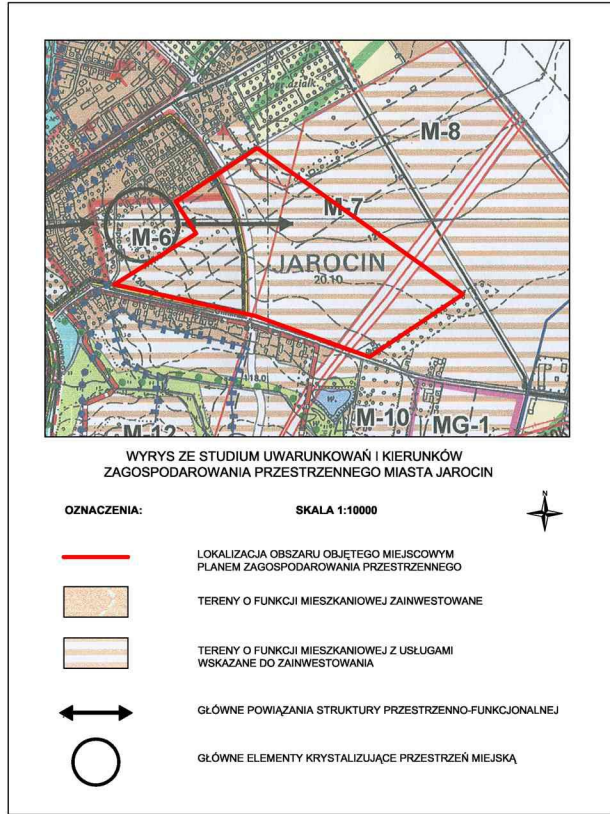 ogr.działk
M-8
M-7
M-6
JAROCIN
20.10
M-10
MG-1
M-12
WYRYS ZE STUDIUM UWARUNKOWAŃ I KIERUNKÓW
ZAGOSPODAROWANIA PRZESTRZENNEGO MIASTA JAROCIN
OZNACZENIA:
SKALA 1:10000
N
LOKALIZACJA OBSZARU OBJĘTEGO MIEJSCOWYM
PLANEM ZAGOSPODAROWANIA PRZESTRZENNEGO
TERENY O FUNKCJI MIESZKANIOWEJ ZAINWESTOWANE
TERENY O FUNKCJI MIESZKANIOWEJ Z USŁUGAMI
WSKAZANE DO ZAINWESTOWANIA
GŁÓWNE POWIĄZANIA STRUKTURY PRZESTRZENNO-FUNKCJONALNEJ
GŁÓWNE ELEMENTY KRYSTALIZUJĄCE PRZESTRZEŃ MIEJSKĄ